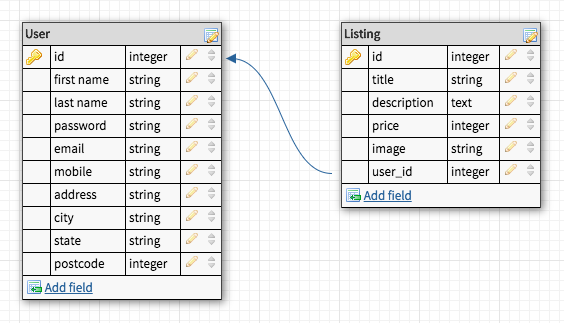 User
id integer
first name string
last name string
password string
email string
mobile string
address string
city string
state string
postcode integer
Add field
Listing
id integer
title string
description text
price integer
image string
user_id integer
Add field